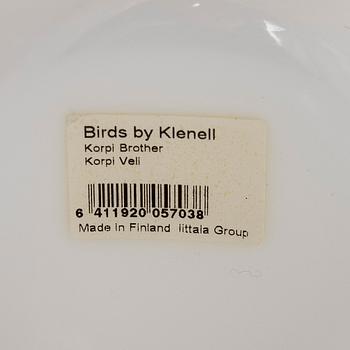 Birds by Klenell
Korpi Brother
Korpi Veli
6 411920 057038
Made in Finland iittala Group